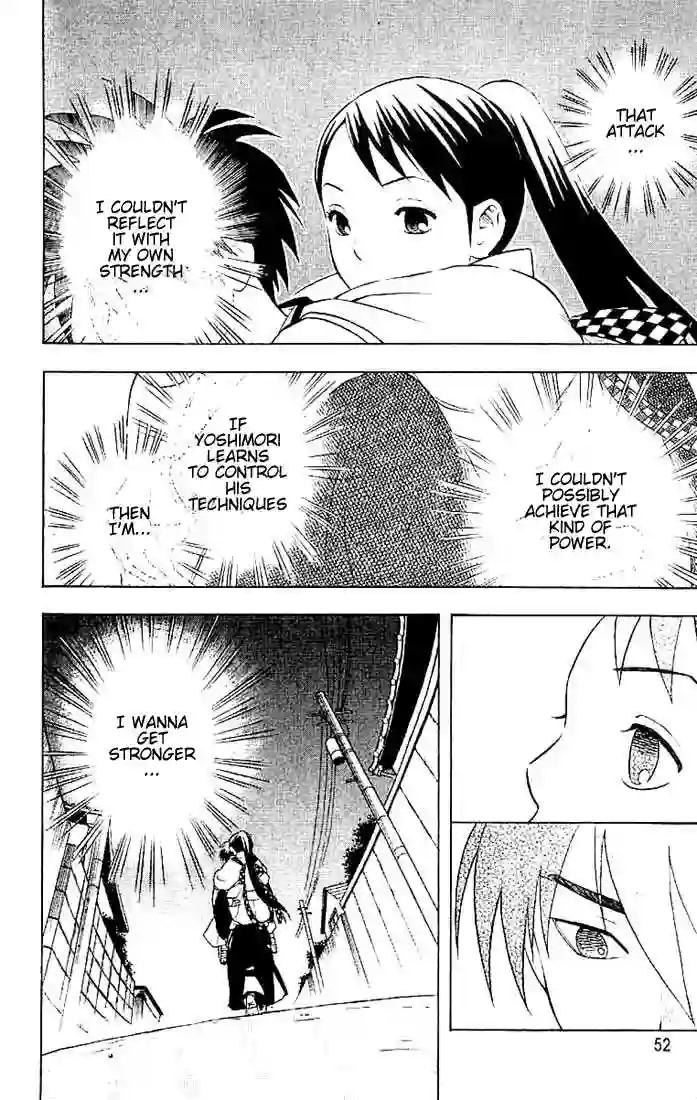 THAT
ATTACK
...
I COULDN'T
REFLECT
IT WITH
MY OWN
STRENGTH
...
I COULDN'T
POSSIBLY
ACHIEVE THAT
KIND OF
POWER.
IF
YOSHIMORI
LEARNS
TO CONTROL
HIS
TECHNIQUES
THEN
I'M...
I WANNA
GET
STRONGER
...
52